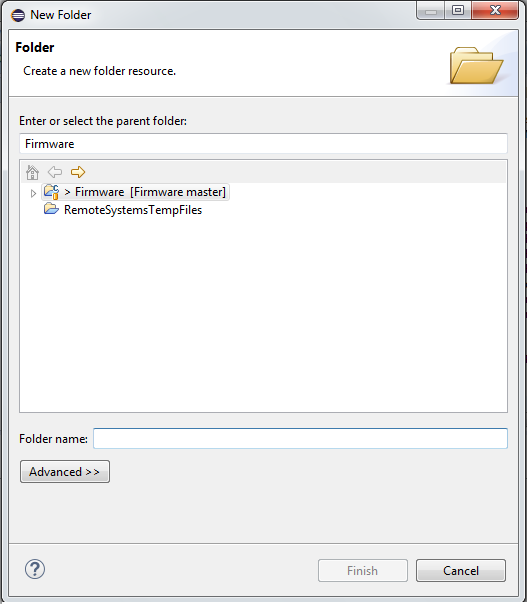 New Folder
Folder
Create a new folder resource.
Enter or select the parent folder:
Firmware
> Firmware [Firmware master]
RemoteSystemsTempFiles
Folder name:
Advanced >>
?
Finish
Cancel